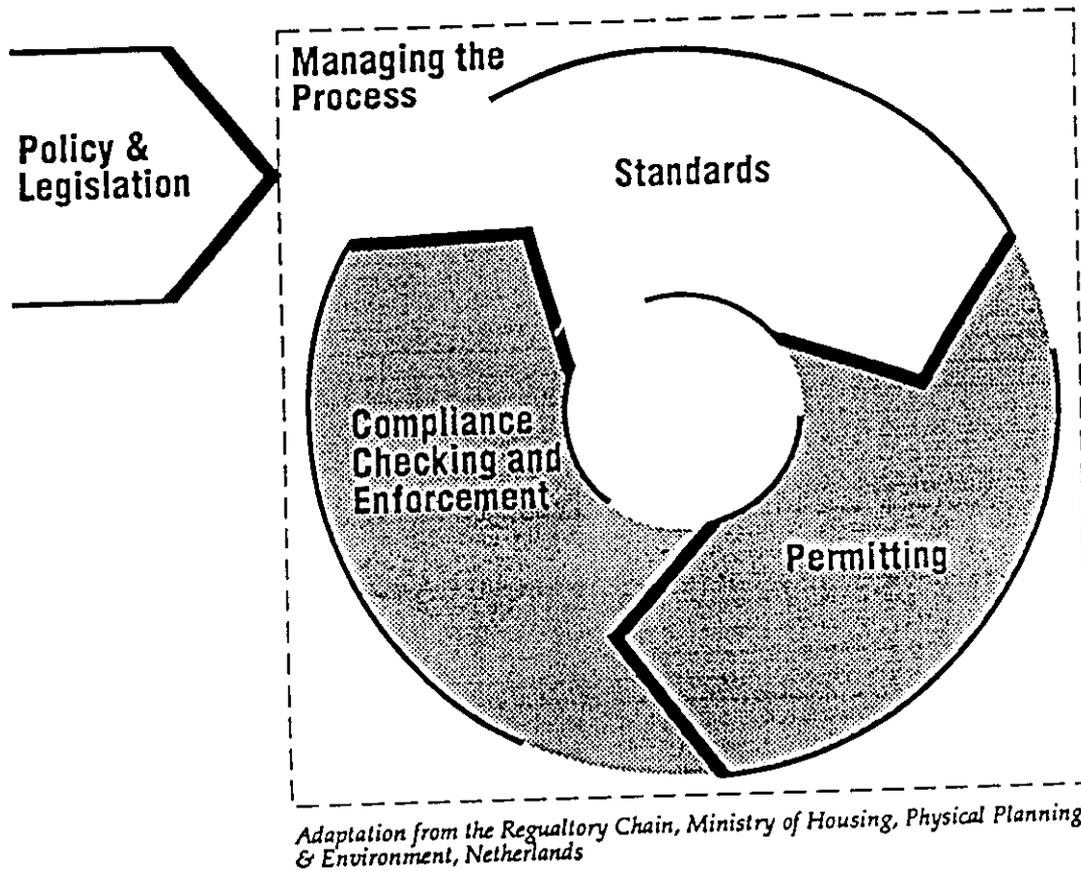 Managing the
Process
Policy &
Legislation
Standards
Compliance
Checking and
Enforcement
Permitting
Adaptation from the Regualtory Chain, Ministry of Housing, Physical Planning
& Environment, Netherlands